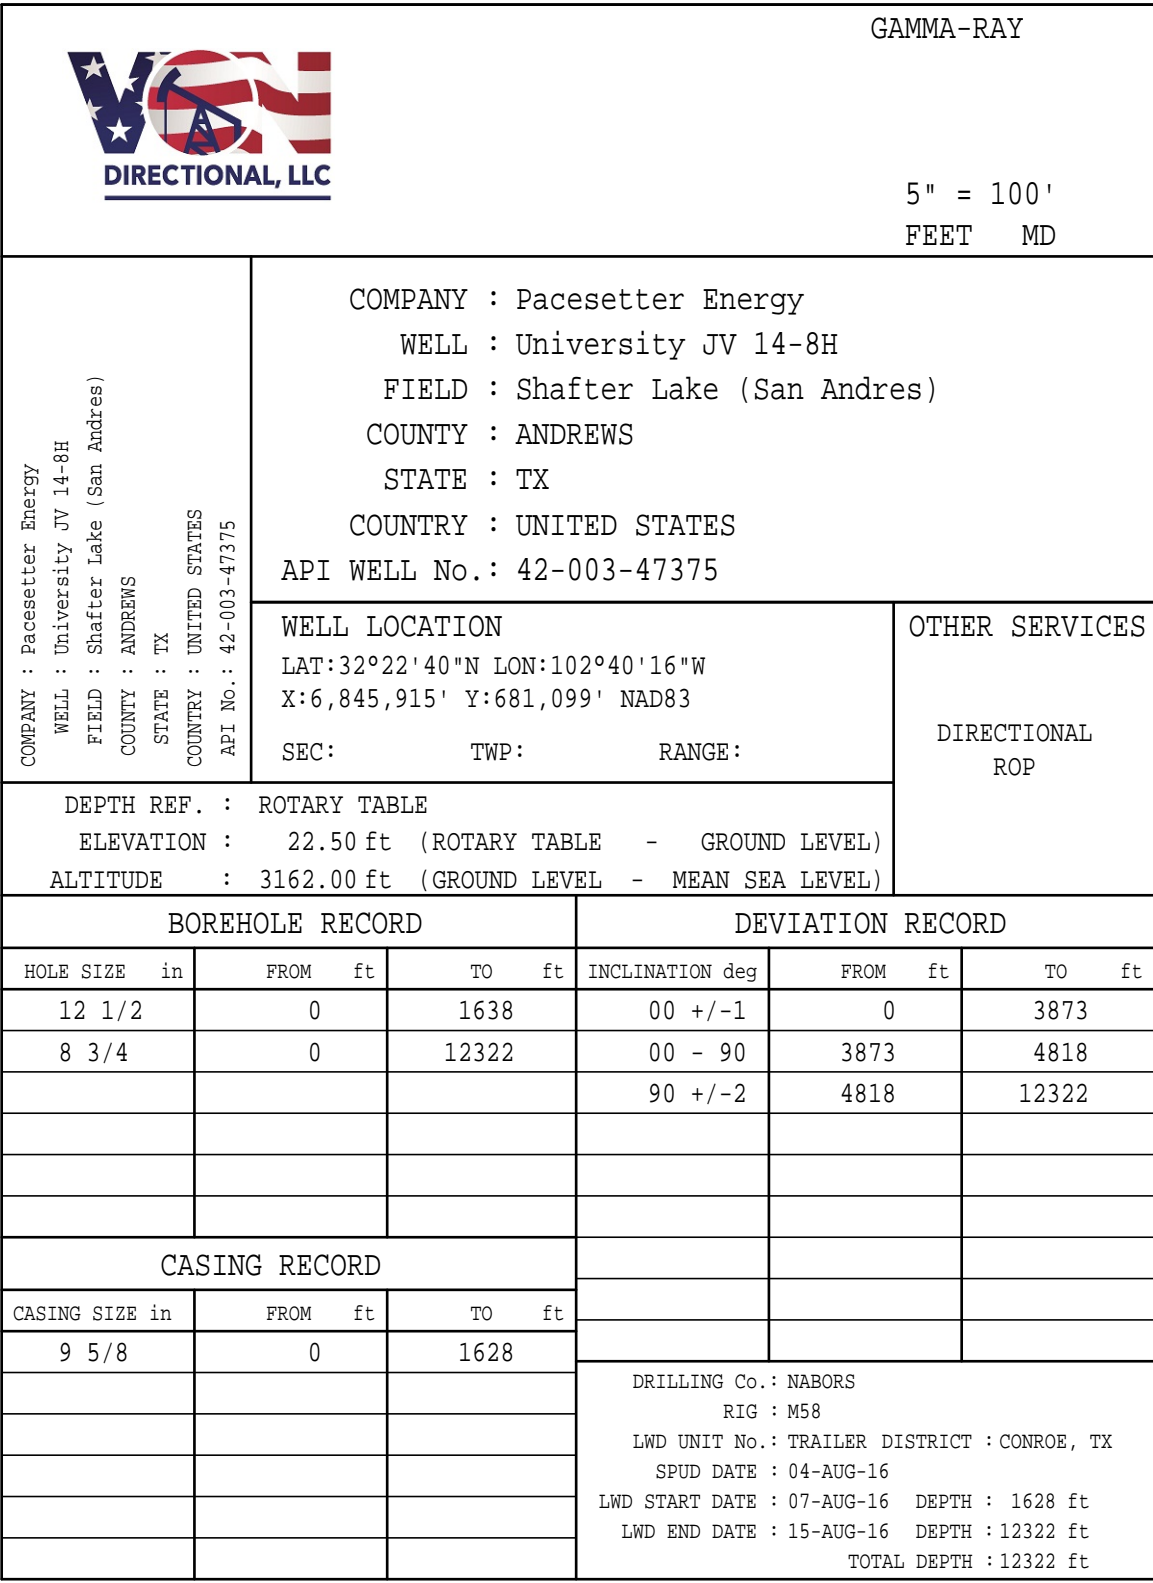 GAMMA-RAY
VON
DIRECTIONAL, LLC
5" = 100'
FEET MD
COMPANY : Pacesetter Energy
WELL : University JV 14-8H
FIELD : Shafter Lake (San Andres)
COUNTY : ANDREWS
STATE : TX
COUNTRY : UNITED STATES
API No.: 42-003-47375
COMPANY : Pacesetter Energy
WELL : University JV 14-8H
FIELD : Shafter Lake (San Andres)
COUNTY : ANDREWS
STATE : TX
COUNTRY : UNITED STATES
API WELL No.: 42-003-47375
WELL LOCATION
LAT:32°22'40"N LON:102°40'16"W
X:6,845,915' Y:681,099' NAD83
SEC: TWP: RANGE:
OTHER SERVICES
DIRECTIONAL
ROP
DEPTH REF. : ROTARY TABLE
ELEVATION : 22.50 ft (ROTARY TABLE - GROUND LEVEL)
ALTITUDE : 3162.00 ft (GROUND LEVEL - MEAN SEA LEVEL)
BOREHOLE RECORD
HOLE SIZE in FROM ft TO ft
12 1/2 0 1638
8 3/4 0 12322
DEVIATION RECORD
INCLINATION deg FROM ft TO ft
00 +/-1 0 3873
00 - 90 3873 4818
90 +/-2 4818 12322
CASING RECORD
CASING SIZE in FROM ft TO ft
9 5/8 0 1628
DRILLING Co.: NABORS
RIG : M58
LWD UNIT No.: TRAILER DISTRICT : CONROE, TX
SPUD DATE : 04-AUG-16
LWD START DATE : 07-AUG-16 DEPTH : 1628 ft
LWD END DATE : 15-AUG-16 DEPTH : 12322 ft
TOTAL DEPTH : 12322 ft